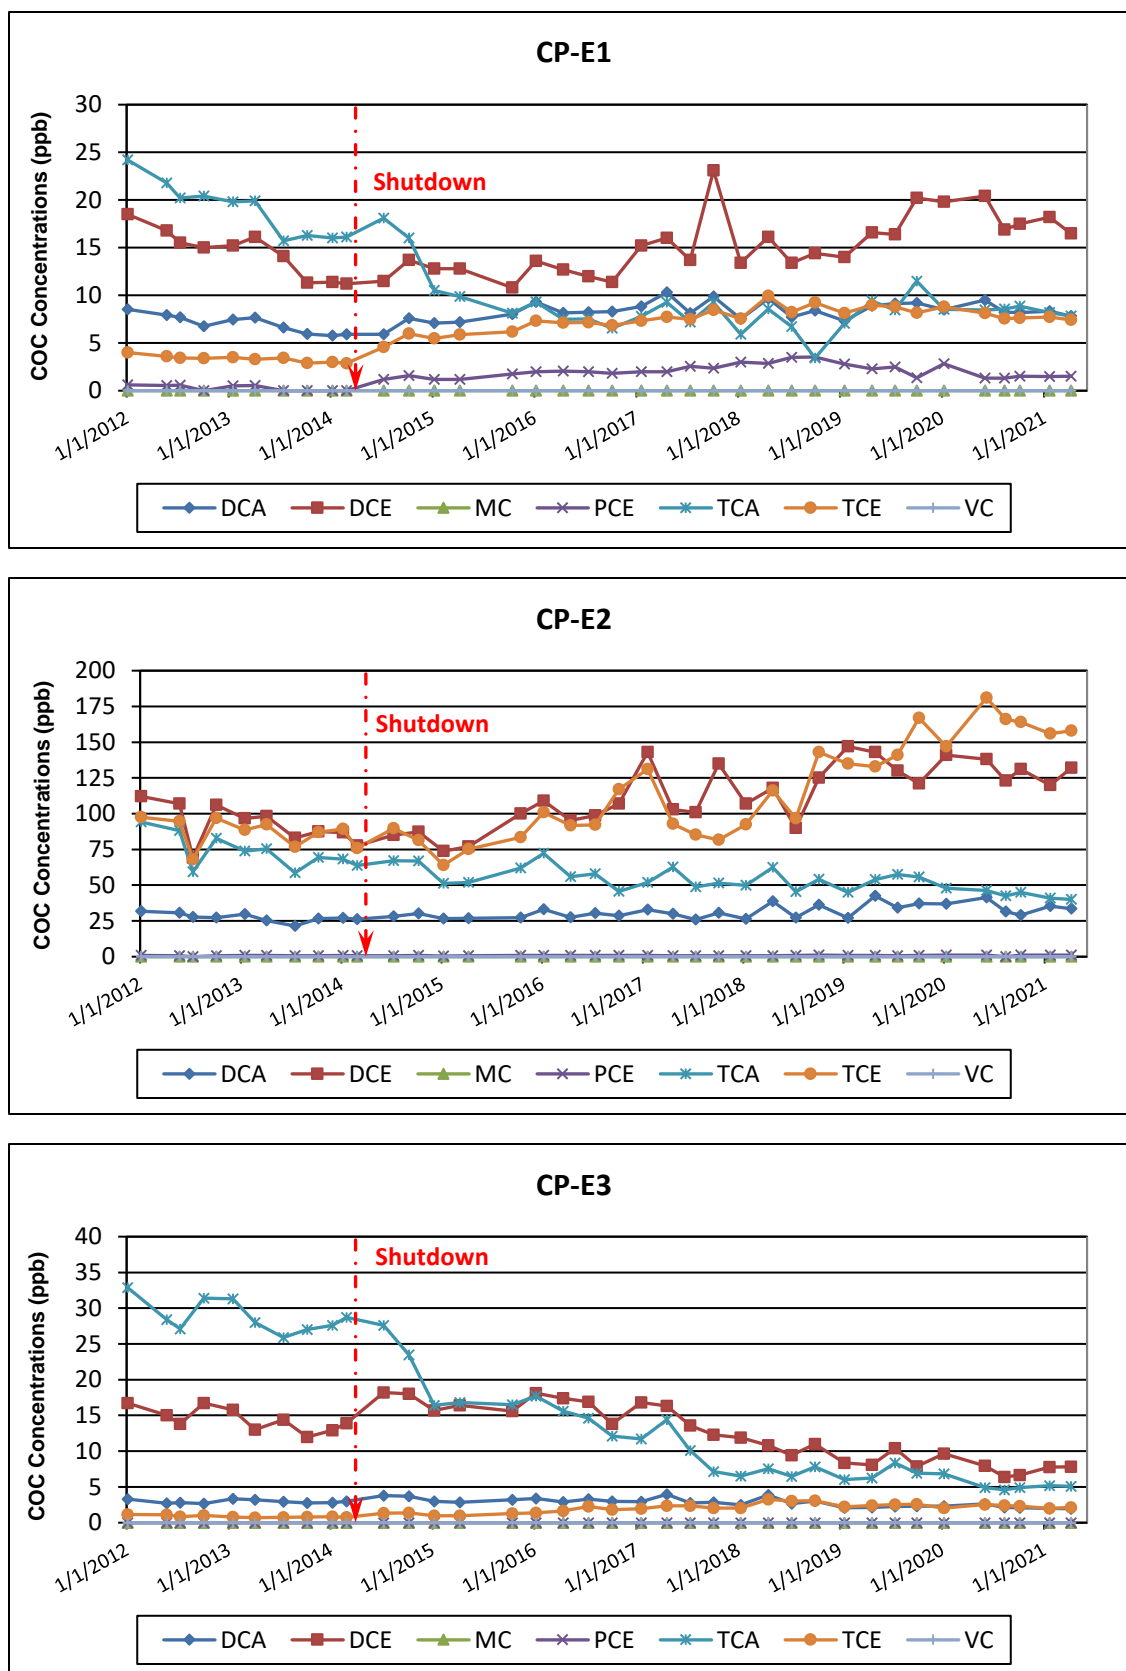 CP-E1
COC Concentrations (ppb)
30
25
20
15
10
5
0
Shutdown
1/1/2012 1/1/2013 1/1/2014 1/1/2015 1/1/2016 1/1/2017 1/1/2018 1/1/2019 1/1/2020 1/1/2021
DCA DCE MC PCE TCA TCE VC
CP-E2
COC Concentrations (ppb)
200
175
150
125
100
75
50
25
0
Shutdown
1/1/2012 1/1/2013 1/1/2014 1/1/2015 1/1/2016 1/1/2017 1/1/2018 1/1/2019 1/1/2020 1/1/2021
DCA DCE MC PCE TCA TCE VC
CP-E3
COC Concentrations (ppb)
40
35
30
25
20
15
10
5
0
Shutdown
1/1/2012 1/1/2013 1/1/2014 1/1/2015 1/1/2016 1/1/2017 1/1/2018 1/1/2019 1/1/2020 1/1/2021
DCA DCE MC PCE TCA TCE VC